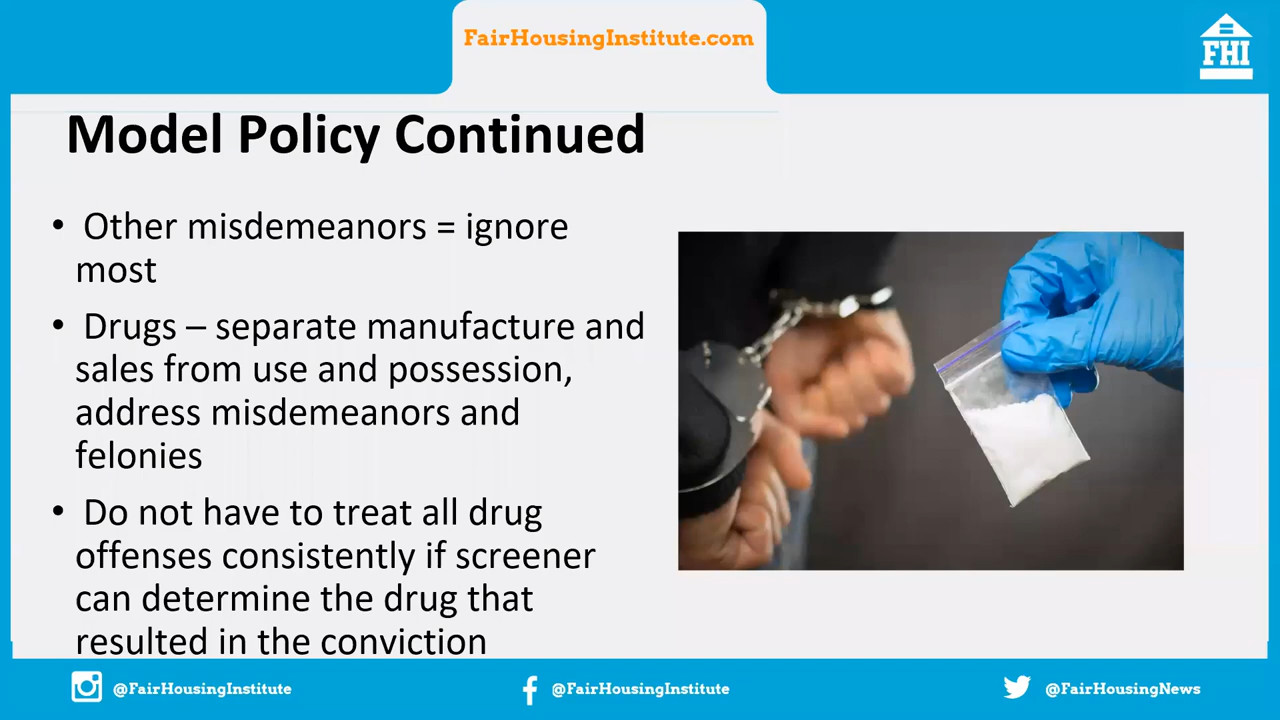 FairHousingInstitute.com
FHI
Model Policy Continued
• Other misdemeanors = ignore
most
• Drugs – separate manufacture and
sales from use and possession,
address misdemeanors and
felonies
• Do not have to treat all drug
offenses consistently if screener
can determine the drug that
resulted in the conviction
@FairHousingInstitute
@FairHousingInstitute
@FairHousingNews